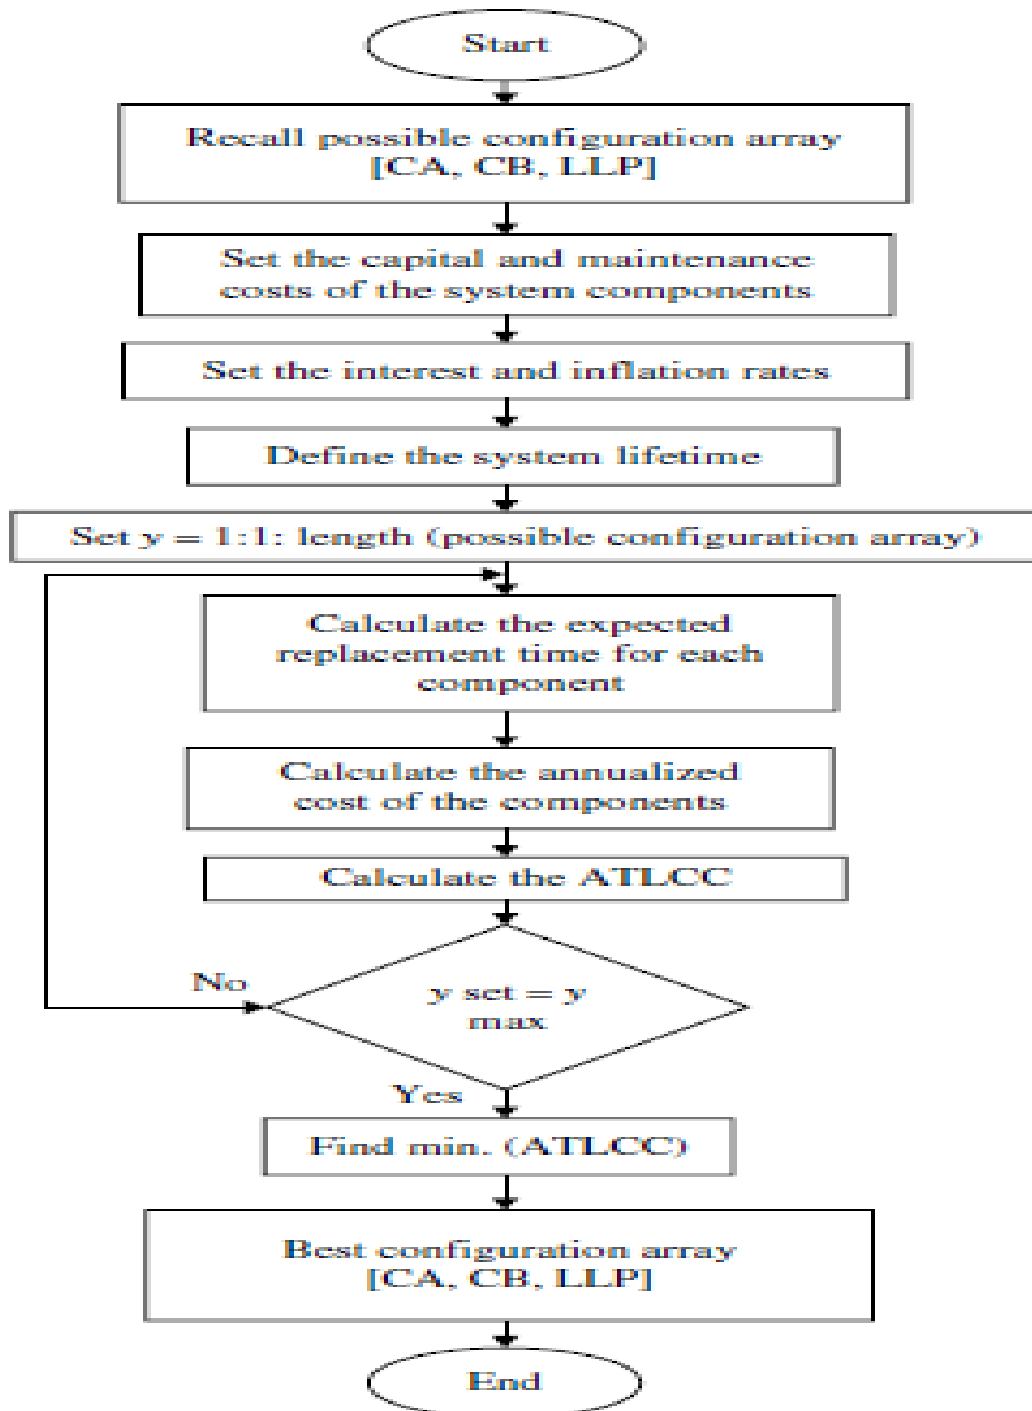 Start
Recall possible configuration array
[CA, CB, LLP]
Set the capital and maintenance
costs of the system components
Set the interest and inflation rates
Define the system lifetime
Set y = 1:1: length (possible configuration array)
Calculate the expected
replacement time for each
component
Calculate the annualized
cost of the components
Calculate the ATLCC
No
y set = y
max
Yes
Find min. (ATLCC)
Best configuration array
[CA, CB, LLP]
End